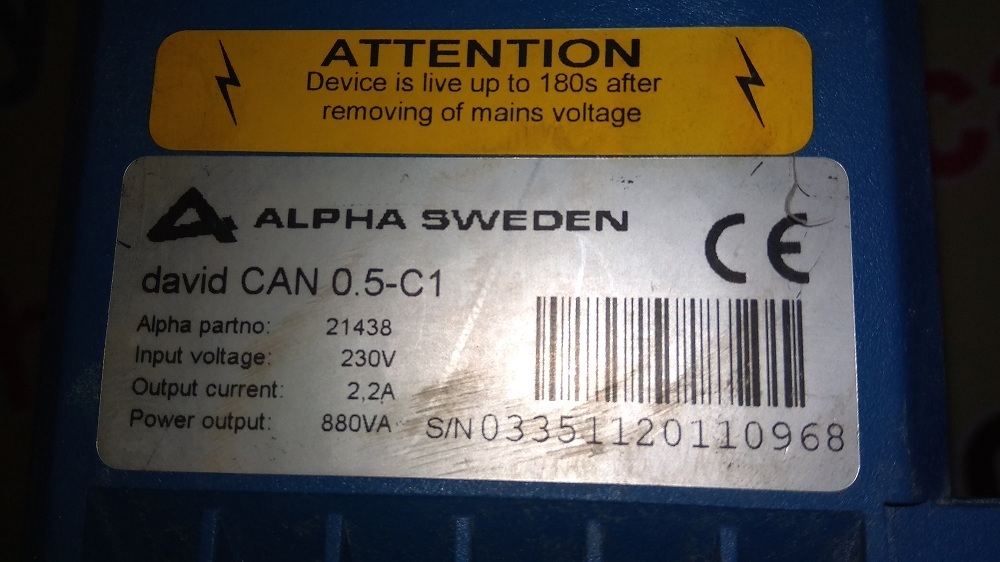 ATTENTION
Device is live up to 180s after
removing of mains voltage
ALPHA SWEDEN
CE
david CAN 0.5-C1
Alpha partno: 21438
Input voltage: 230V
Output current: 2,2A
Power output: 880VA
S/N 03351120110968